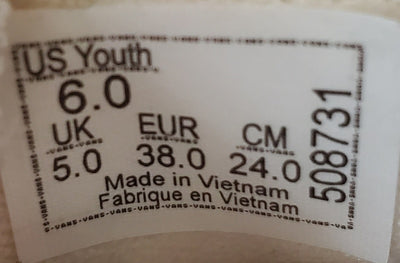 US Youth
6.0
UK EUR CM
5.0 38.0 24.0
Made in Vietnam
Fabrique en Vietnam
508731